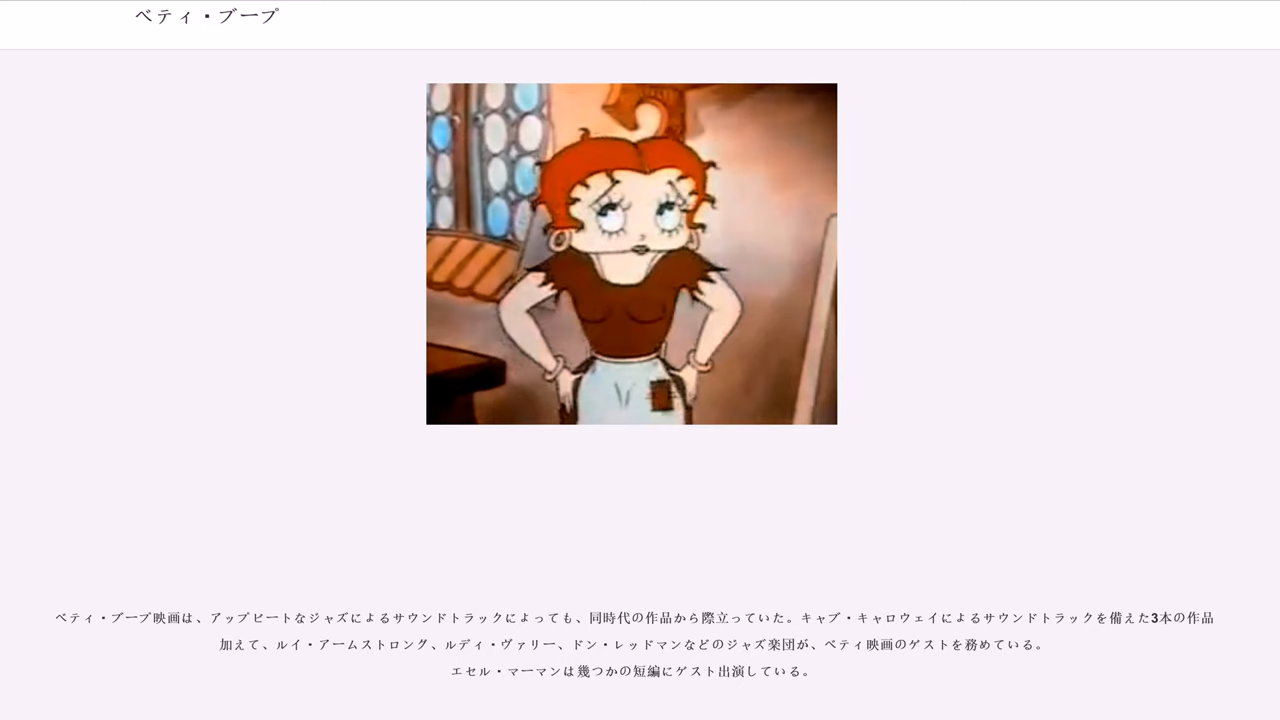 ベティ・ブープ
ベティ・ブープ映画は、アップビートなジャズによるサウンドトラックによっても、同時代の作品から際立っていた。キャブ・キャロウェイによるサウンドトラックを備えた3本の作品
加えて、ルイ・アームストロング、ルディ・ヴァリー、ドン・レッドマンなどのジャズ楽団が、ベティ映画のゲストを務めている。
エセル・マーマンは幾つかの短編にゲスト出演している。